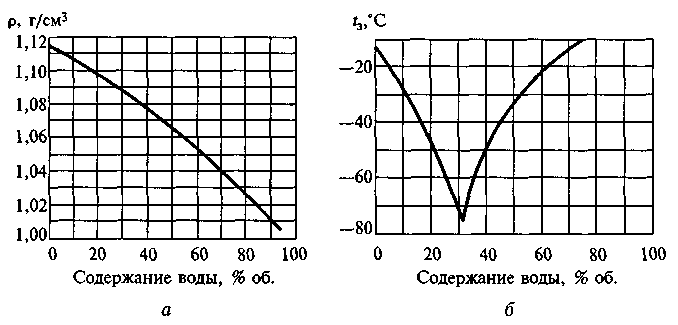 ρ, г/см³
1,12
1,10
1,08
1,06
1,04
1,02
1,00
0 20 40 60 80 100
Содержание воды, % об.
а
tз,°C
—20
—40
—60
—80
0 20 40 60 80 100
Содержание воды, % об.
б